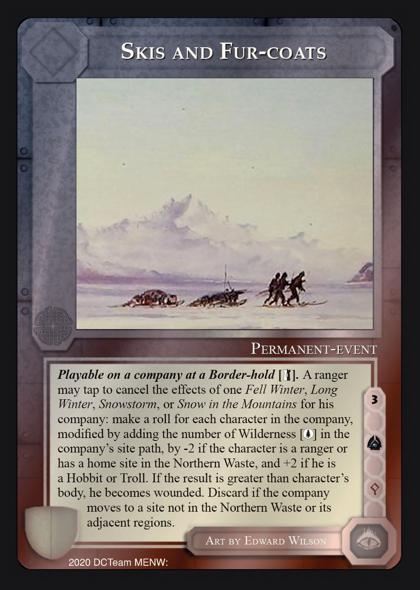 SKIS AND FUR-COATS
PERMANENT-EVENT
Playable on a company at a Border-hold []. A ranger
may tap to cancel the effects of one Fell Winter, Long
Winter, Snowstorm, or Snow in the Mountains for his
company: make a roll for each character in the company,
modified by adding the number of Wilderness [] in the
company's site path, by -2 if the character is a ranger or
has a home site in the Northern Waste, and +2 if he is
a Hobbit or Troll. If the result is greater than character's
body, he becomes wounded. Discard if the company
moves to a site not in the Northern Waste or its
adjacent regions.
3
ART BY EDWARD WILSON
2020 DCTeam MENW: